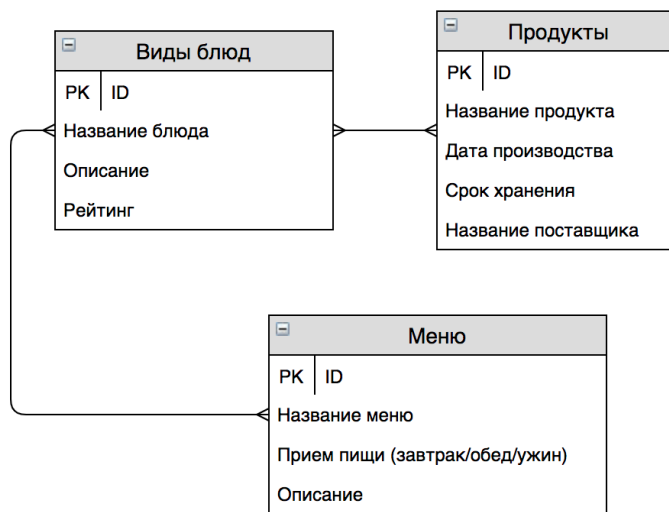 Виды блюд
PK ID
Название блюда
Описание
Рейтинг
Продукты
PK ID
Название продукта
Дата производства
Срок хранения
Название поставщика
Меню
PK ID
Название меню
Прием пищи (завтрак/обед/ужин)
Описание